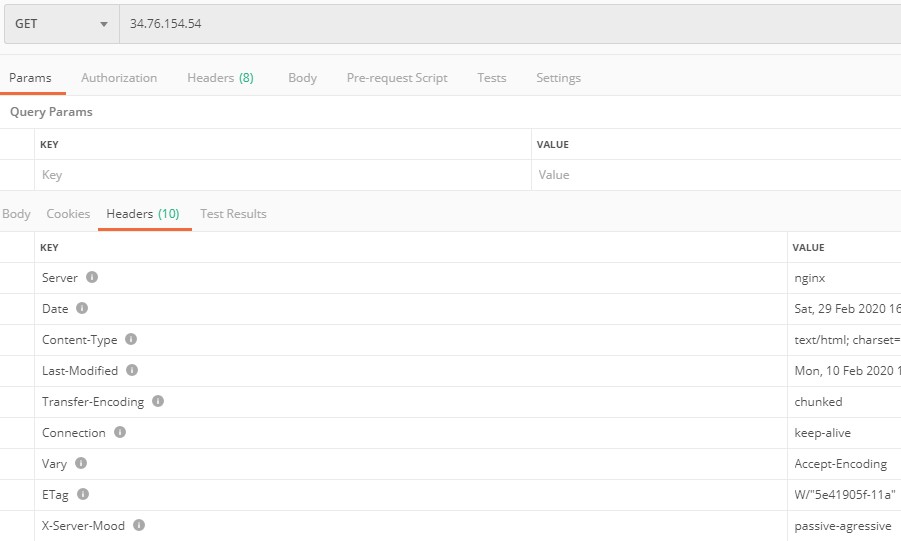 GET 34.76.154.54
Params Authorization Headers (8) Body Pre-request Script Tests Settings
Query Params
KEY VALUE
Key Value
Body Cookies Headers (10) Test Results
KEY VALUE
Server nginx
Date Sat, 29 Feb 2020 16
Content-Type text/html; charset=
Last-Modified Mon, 10 Feb 2020 1
Transfer-Encoding chunked
Connection keep-alive
Vary Accept-Encoding
ETag W/"5e41905f-11a"
X-Server-Mood passive-agressive